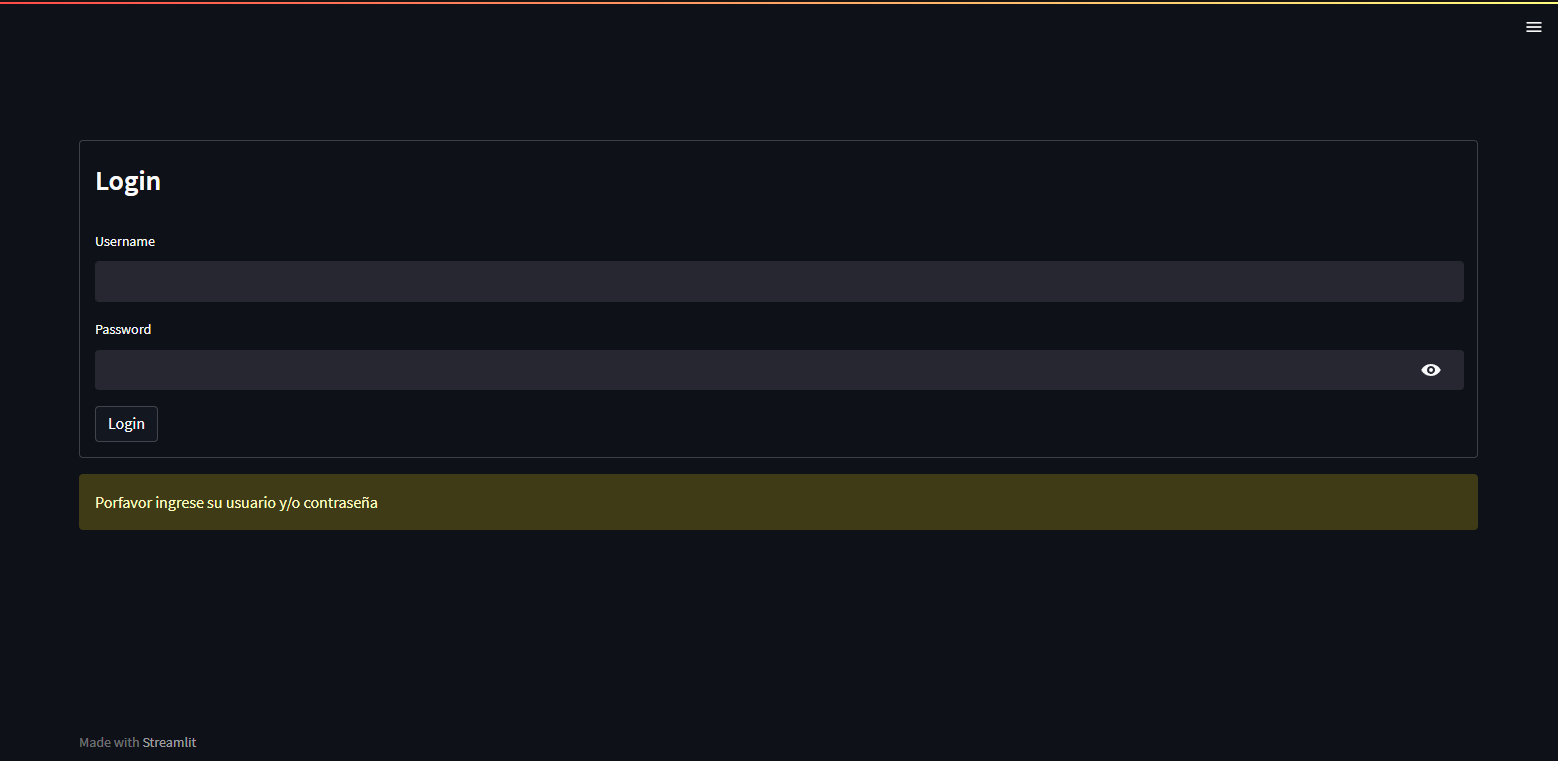 Login
Username
Password
Login
Porfavor ingrese su usuario y/o contraseña
Made with Streamlit